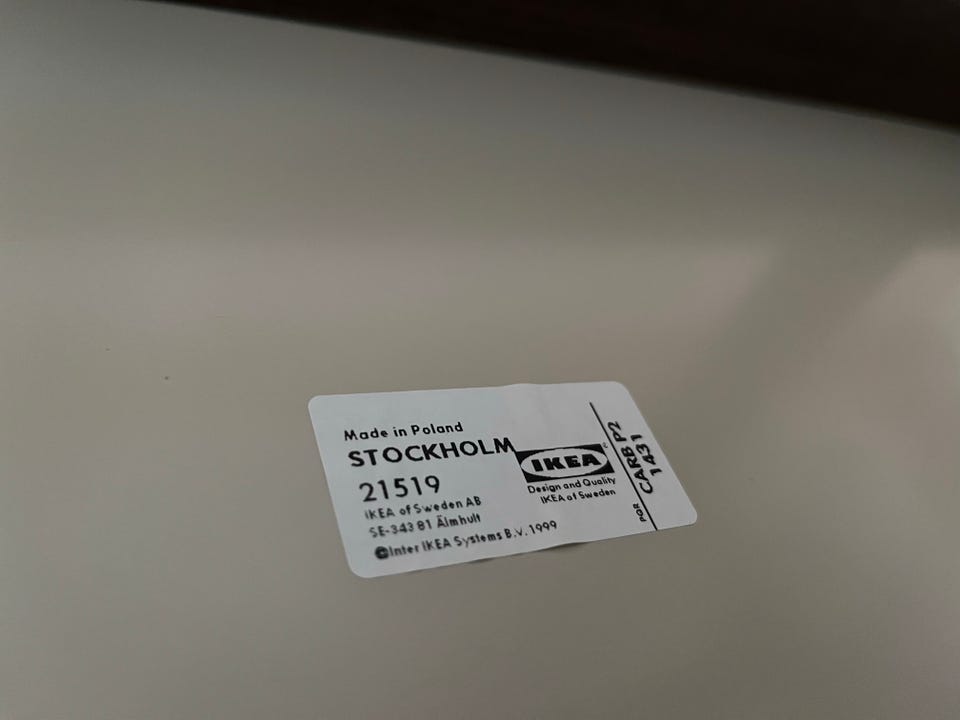 Made in Poland
STOCKHOLM
21519
IKEA of Sweden AB
SE-343 81 Älmhult
©Inter IKEA Systems B.V. 1999
IKEA®
Design and Quality
IKEA of Sweden
PQR
CARB P2
1431